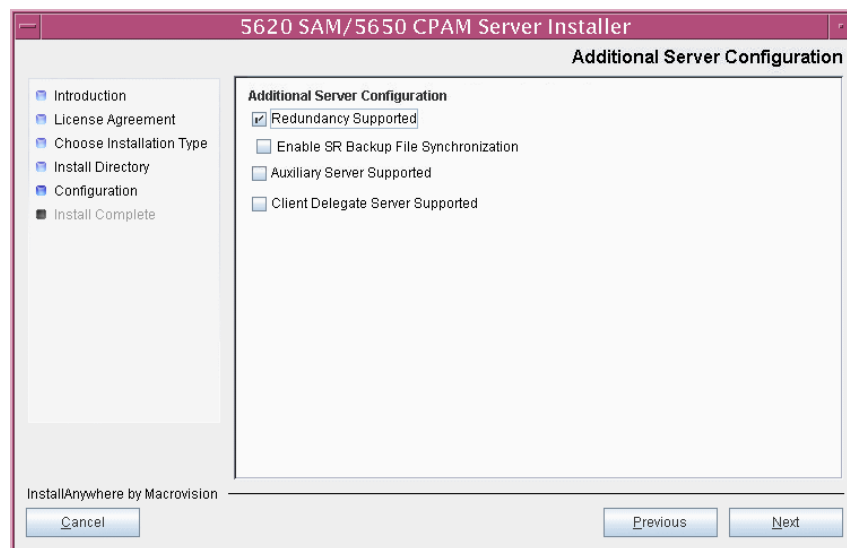 5620 SAM/5650 CPAM Server Installer
Additional Server Configuration
Introduction
License Agreement
Choose Installation Type
Install Directory
Configuration
Install Complete
Additional Server Configuration
Redundancy Supported
Enable SR Backup File Synchronization
Auxiliary Server Supported
Client Delegate Server Supported
InstallAnywhere by Macrovision
Cancel
Previous
Next